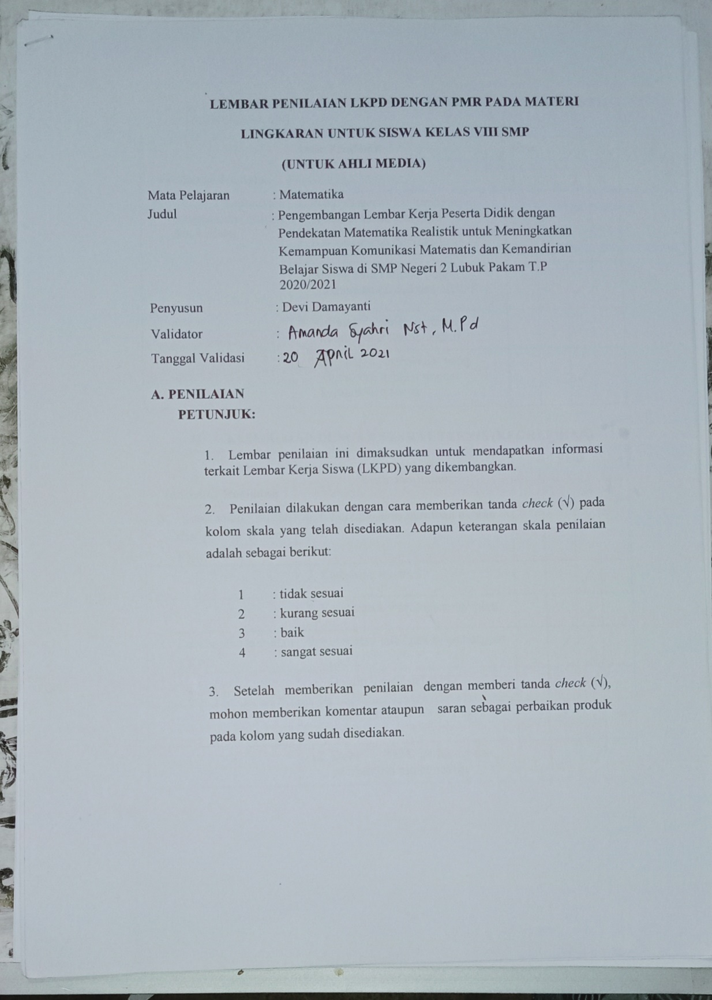 LEMBAR PENILAIAN LKPD DENGAN PMR PADA MATERI
LINGKARAN UNTUK SISWA KELAS VIII SMP
(UNTUK AHLI MEDIA)
Mata Pelajaran : Matematika
Judul : Pengembangan Lembar Kerja Peserta Didik dengan
Pendekatan Matematika Realistik untuk Meningkatkan
Kemampuan Komunikasi Matematis dan Kemandirian
Belajar Siswa di SMP Negeri 2 Lubuk Pakam T.P
2020/2021
Penyusun : Devi Damayanti
Validator : Amanda Syahri Nst, M.Pd
Tanggal Validasi : 20 April 2021
A. PENILAIAN
PETUNJUK:
1. Lembar penilaian ini dimaksudkan untuk mendapatkan informasi
terkait Lembar Kerja Siswa (LKPD) yang dikembangkan.
2. Penilaian dilakukan dengan cara memberikan tanda check (√) pada
kolom skala yang telah disediakan. Adapun keterangan skala penilaian
adalah sebagai berikut:
1 : tidak sesuai
2 : kurang sesuai
3 : baik
4 : sangat sesuai
3. Setelah memberikan penilaian dengan memberi tanda check (√),
mohon memberikan komentar ataupun saran sebagai perbaikan produk
pada kolom yang sudah disediakan.